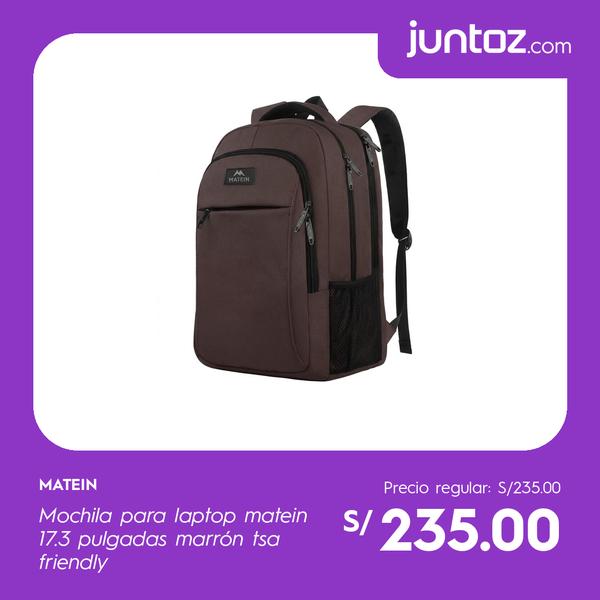 juntoz.com
MATEIN
MATEIN
Mochila para laptop matein
17.3 pulgadas marrón tsa
friendly
Precio regular: S/235.00
S/ 235.00